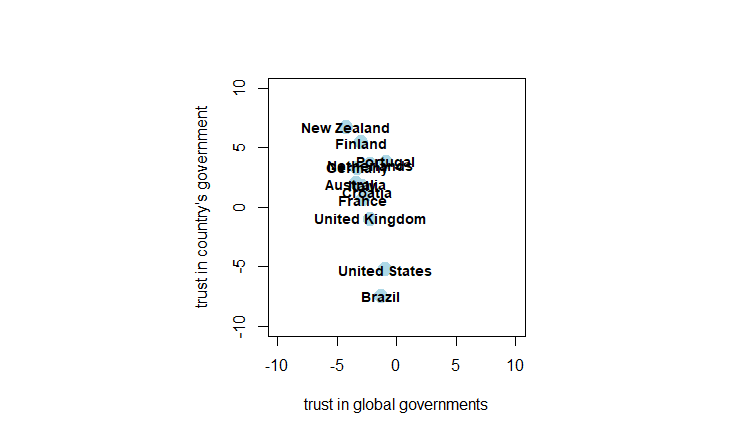 10
5
0
-5
-10
trust in country's government
New Zealand
Finland
Portugal
Netherlands
Germany
Australia
Italy
Croatia
France
United Kingdom
United States
Brazil
-10
-5
0
5
10
trust in global governments